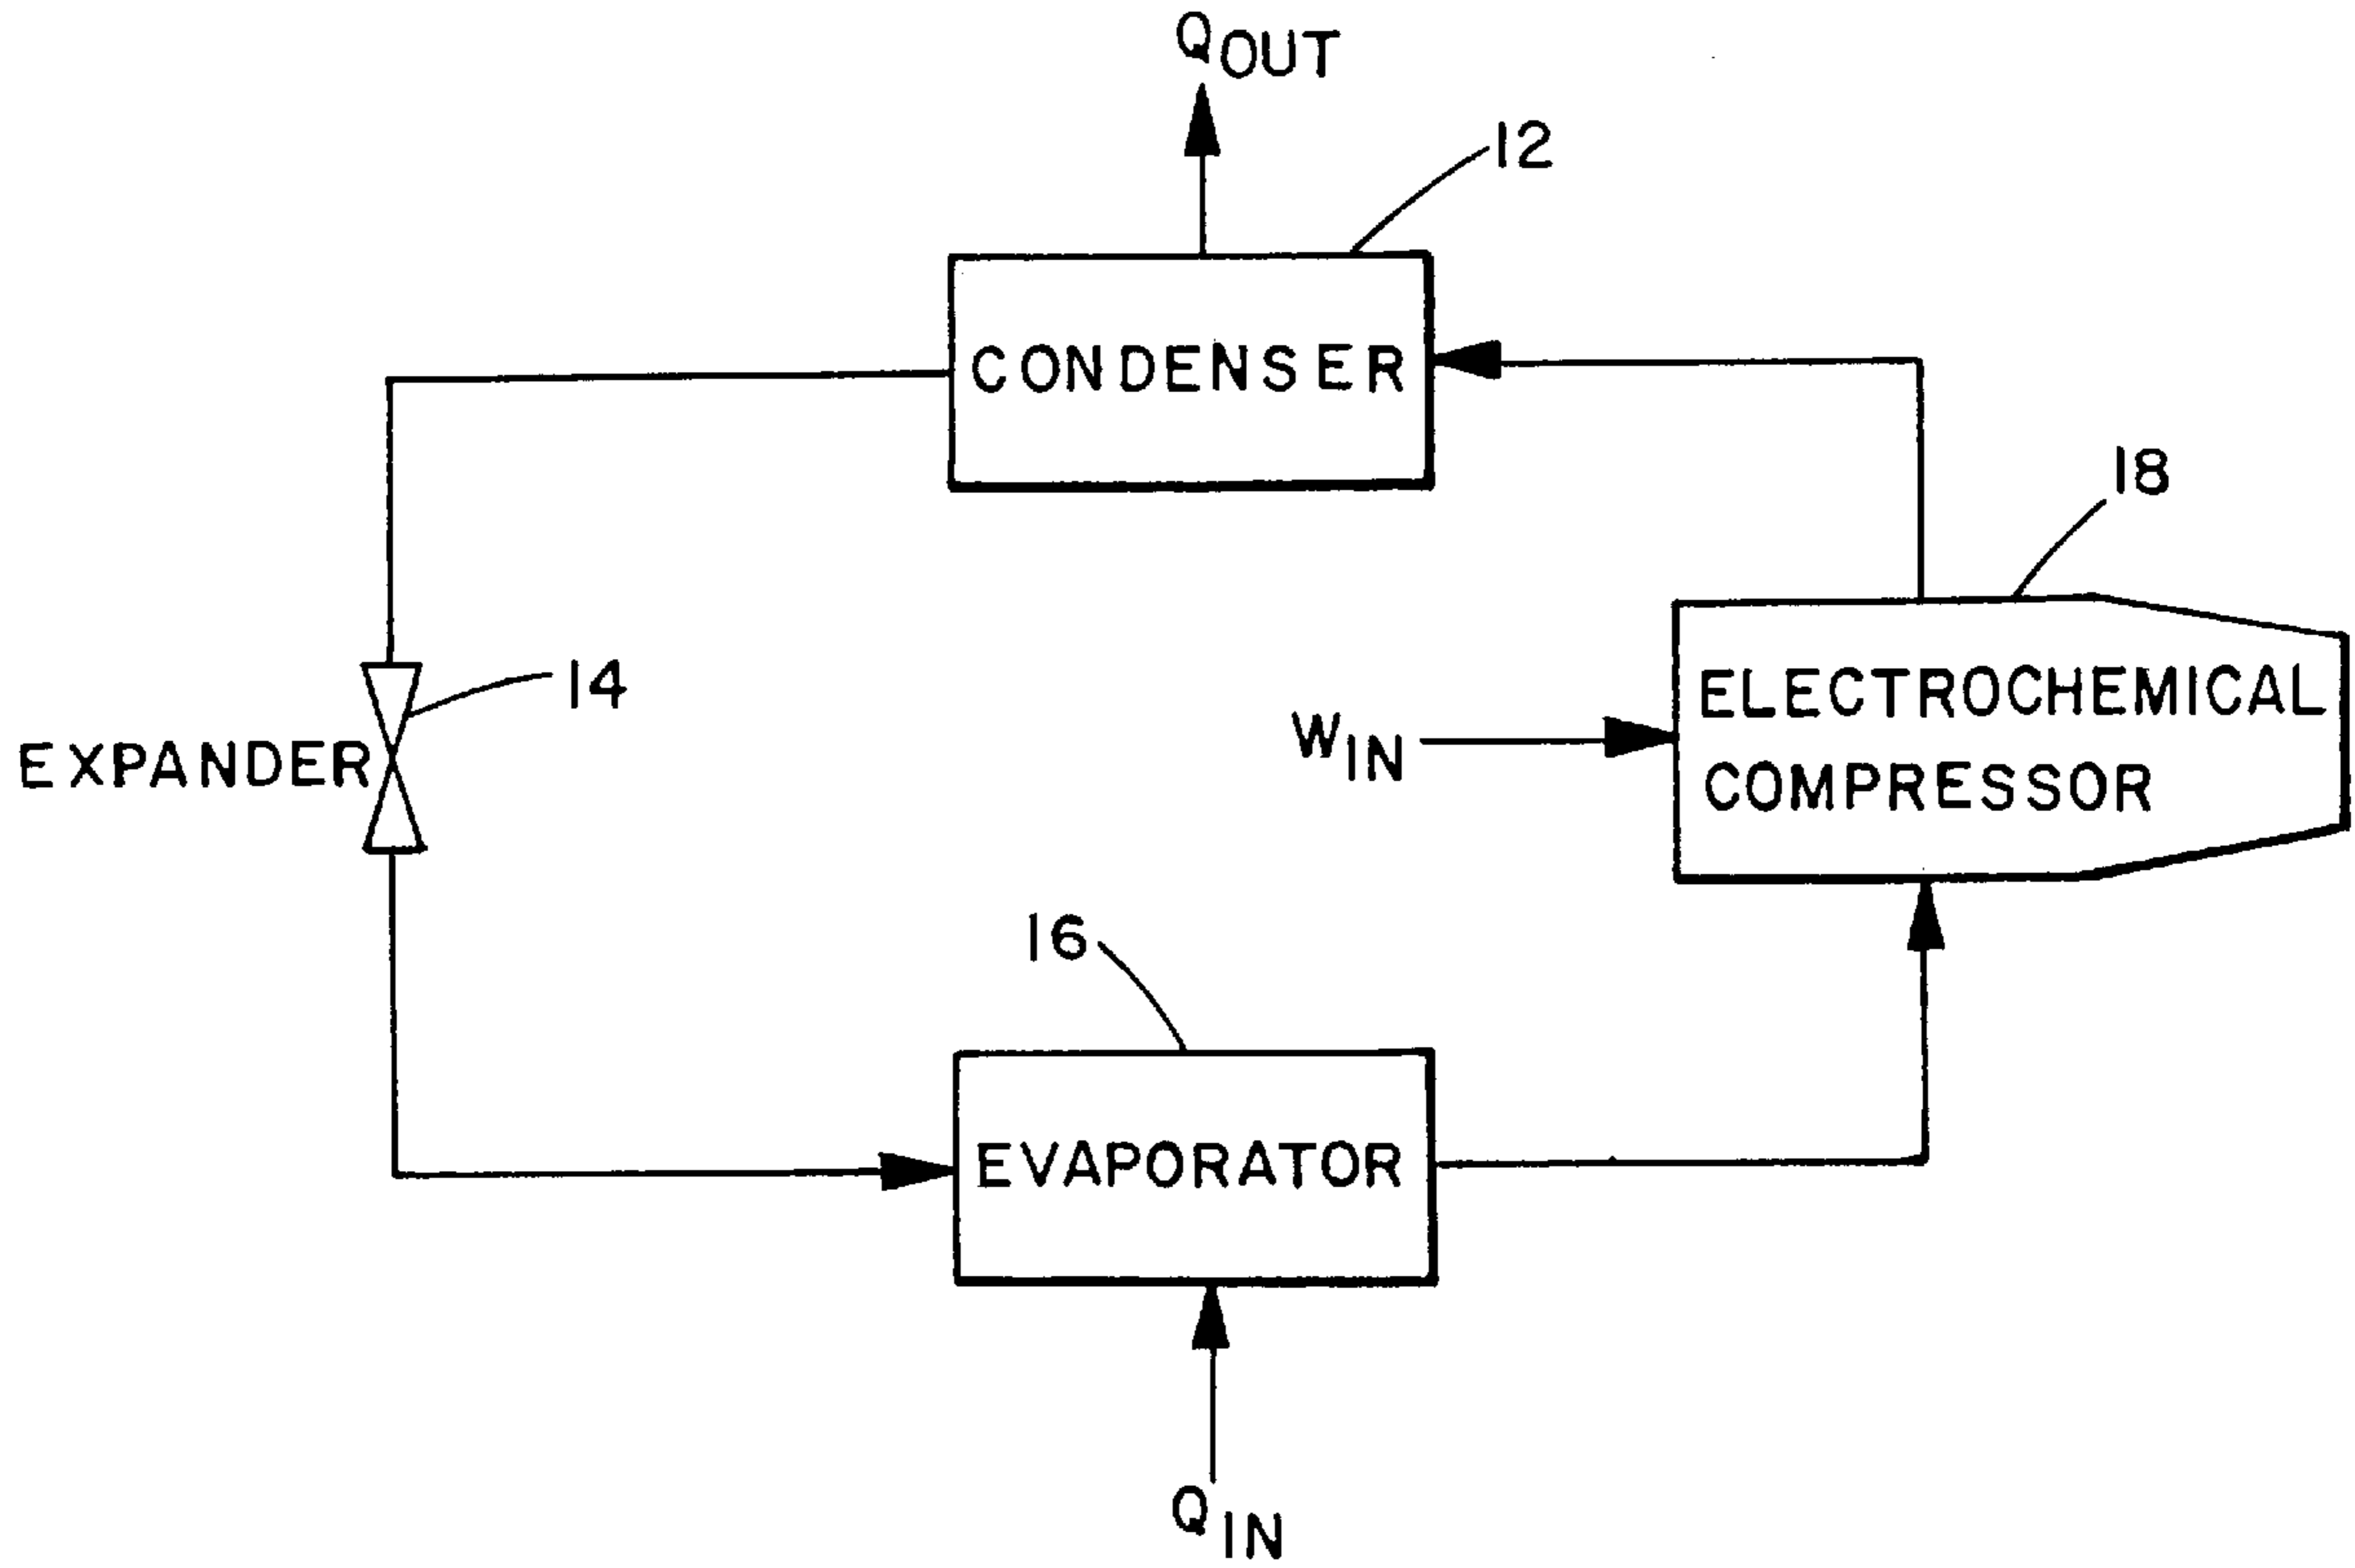 QOUT
12
CONDENSER
18
14
ELECTROCHEMICAL
WIN
EXPANDER
COMPRESSOR
16
EVAPORATOR
QIN